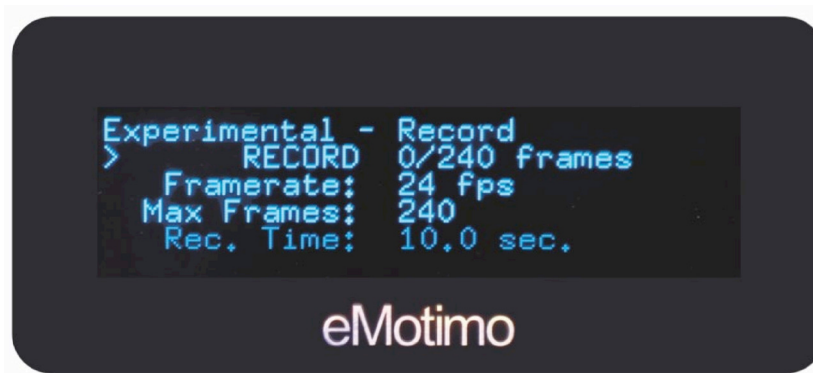 Experimental - Record
> RECORD 0/240 frames
Framerate: 24 fps
Max Frames: 240
Rec. Time: 10.0 sec.
eMotimo